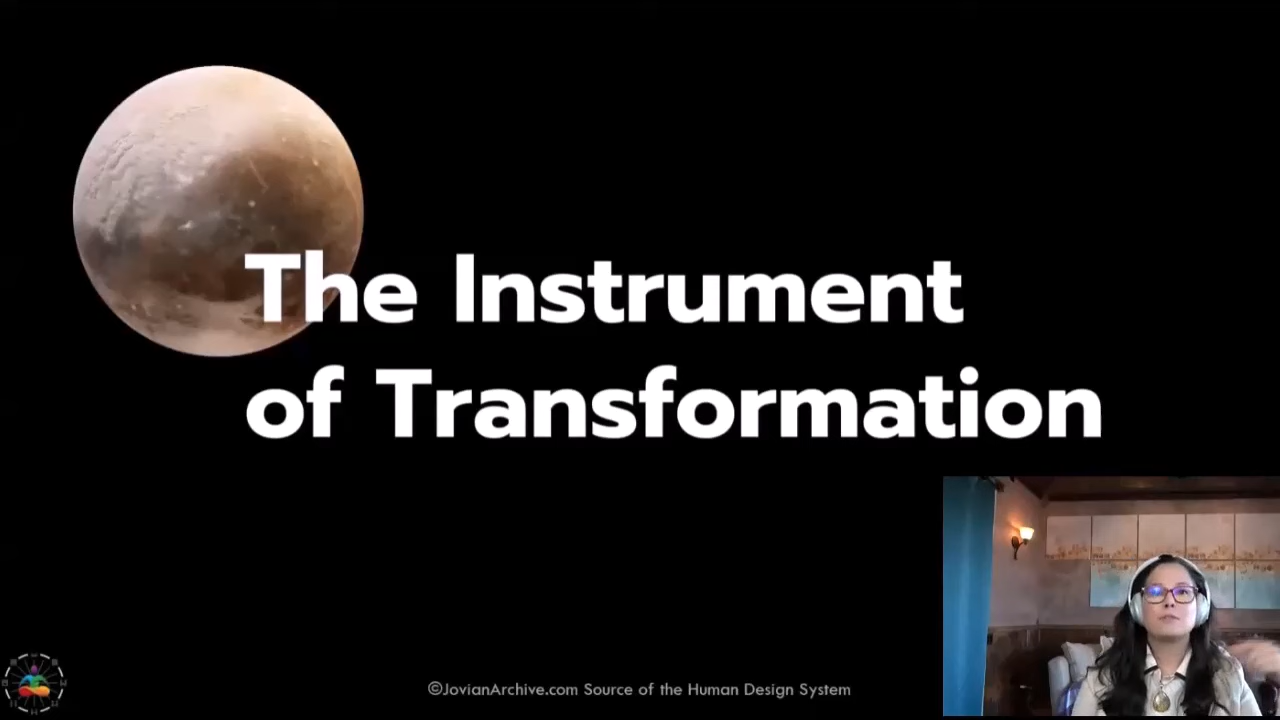 The Instrument
of Transformation
©JovianArchive.com Source of the Human Design System